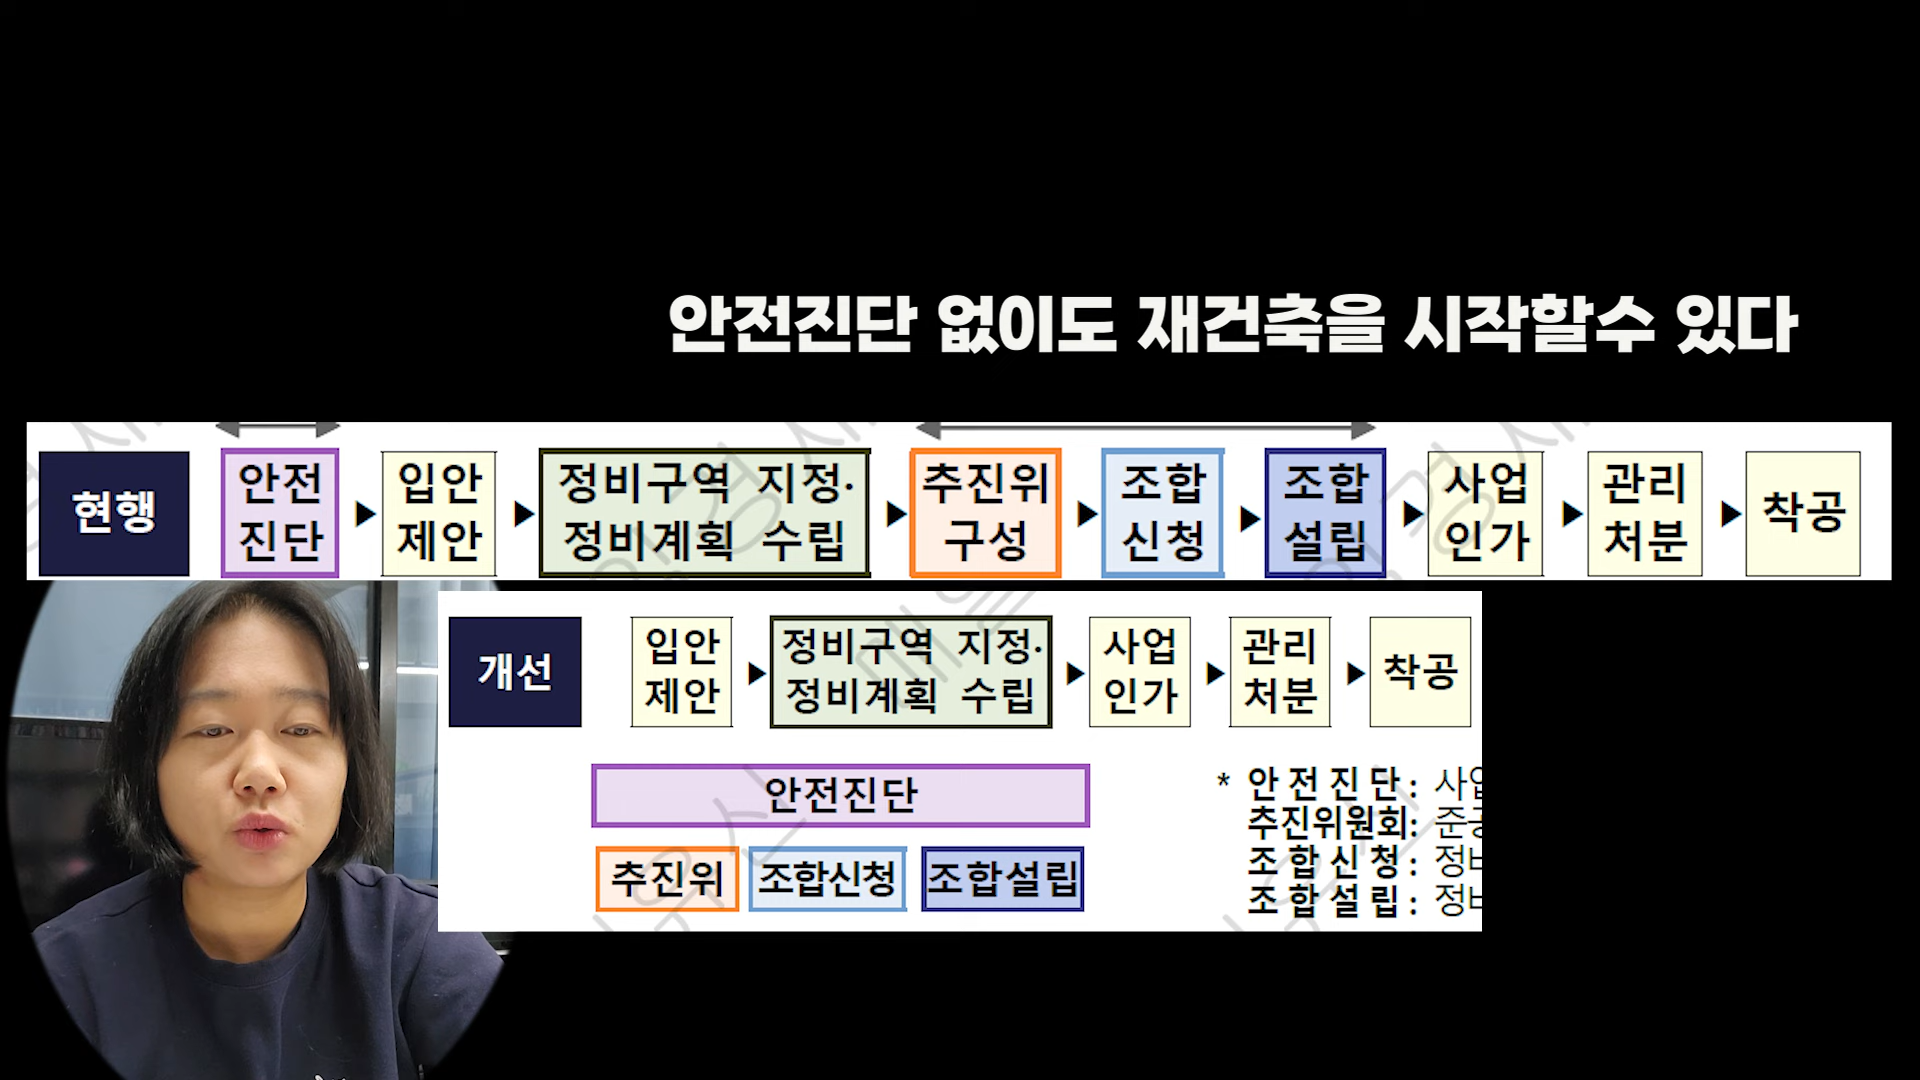 안전진단 없이도 재건축을 시작할수 있다
현행
안전
진단
입안
제안
정비구역 지정·
정비계획 수립
추진위
구성
조합
신청
조합
설립
사업
인가
관리
처분
착공
개선
입안
제안
정비구역 지정·
정비계획 수립
사업
인가
관리
처분
착공
안전진단
추진위
조합신청
조합설립
* 안전진단:
추진위원회:
조합신청:
조합설립: